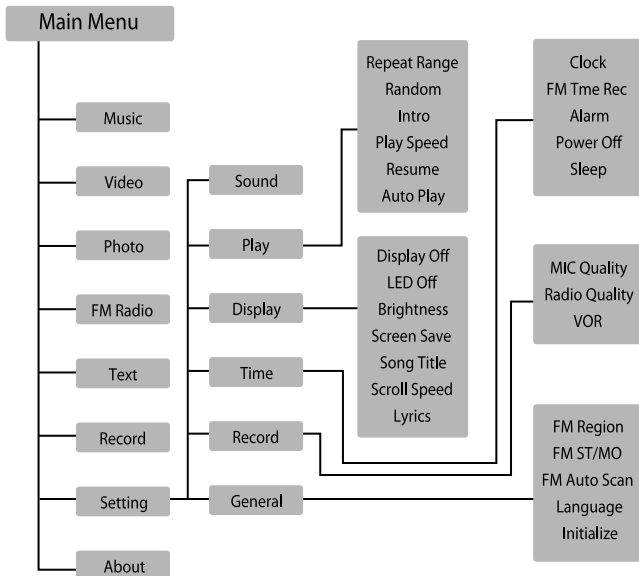 Main Menu
Music
Video
Photo
FM Radio
Text
Record
Setting
About
Sound
Play
Display
Time
Record
General
Repeat Range
Random
Intro
Play Speed
Resume
Auto Play
Display Off
LED Off
Brightness
Screen Save
Song Title
Scroll Speed
Lyrics
Clock
FM Tme Rec
Alarm
Power Off
Sleep
MIC Quality
Radio Quality
VOR
FM Region
FM ST/MO
FM Auto Scan
Language
Initialize